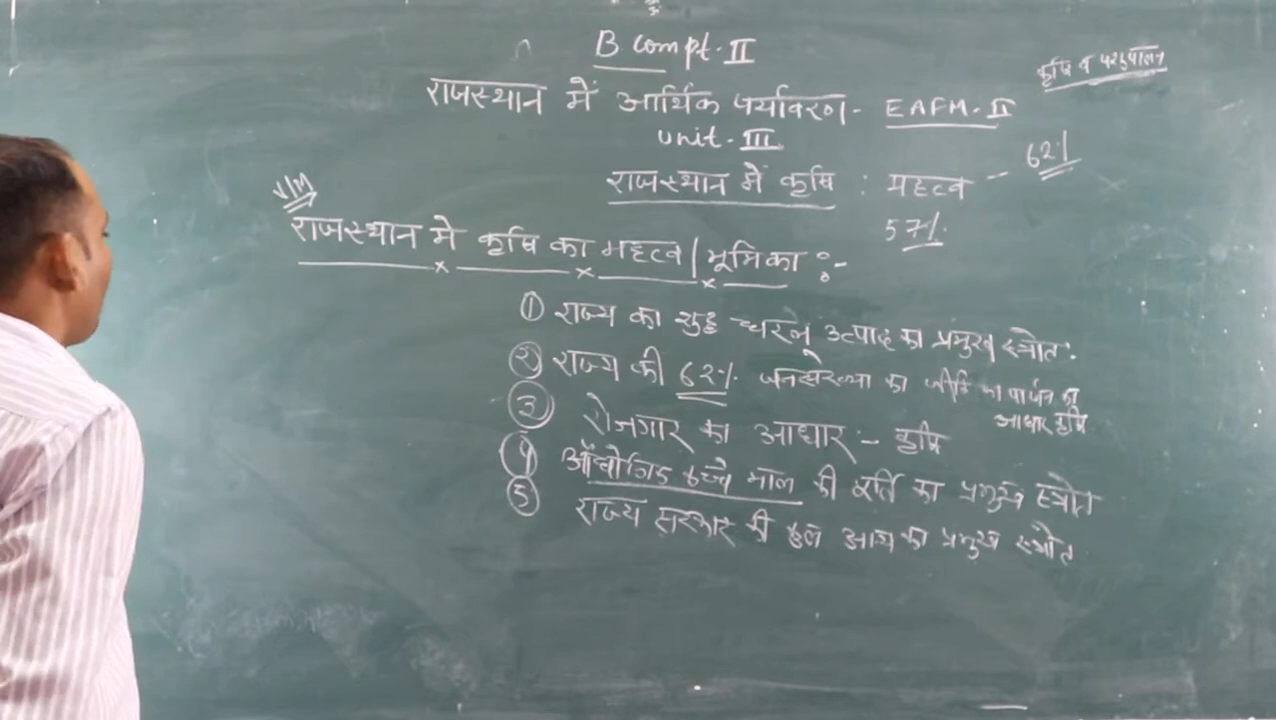 B compt. II
कृषि व पशुपालन
राजस्थान में आर्थिक पर्यावरण - EAFM - II
Unit - III
राजस्थान में कृषि : महत्व - 62%
57%
V/M
राजस्थान मे कृषि का महत्व / भूमिका :-
① राज्य का शुद्ध घरेलू उत्पाद का प्रमुख स्त्रोत.
② राज्य की 62% जनसंख्या का जीविकोपार्जन का आधार कृषि
③ रोजगार का आधार :- कृषि
④ औद्योगिक कच्चे माल की पूर्ति का प्रमुख स्त्रोत
⑤ राज्य सरकार की कुल आय का प्रमुख स्त्रोत